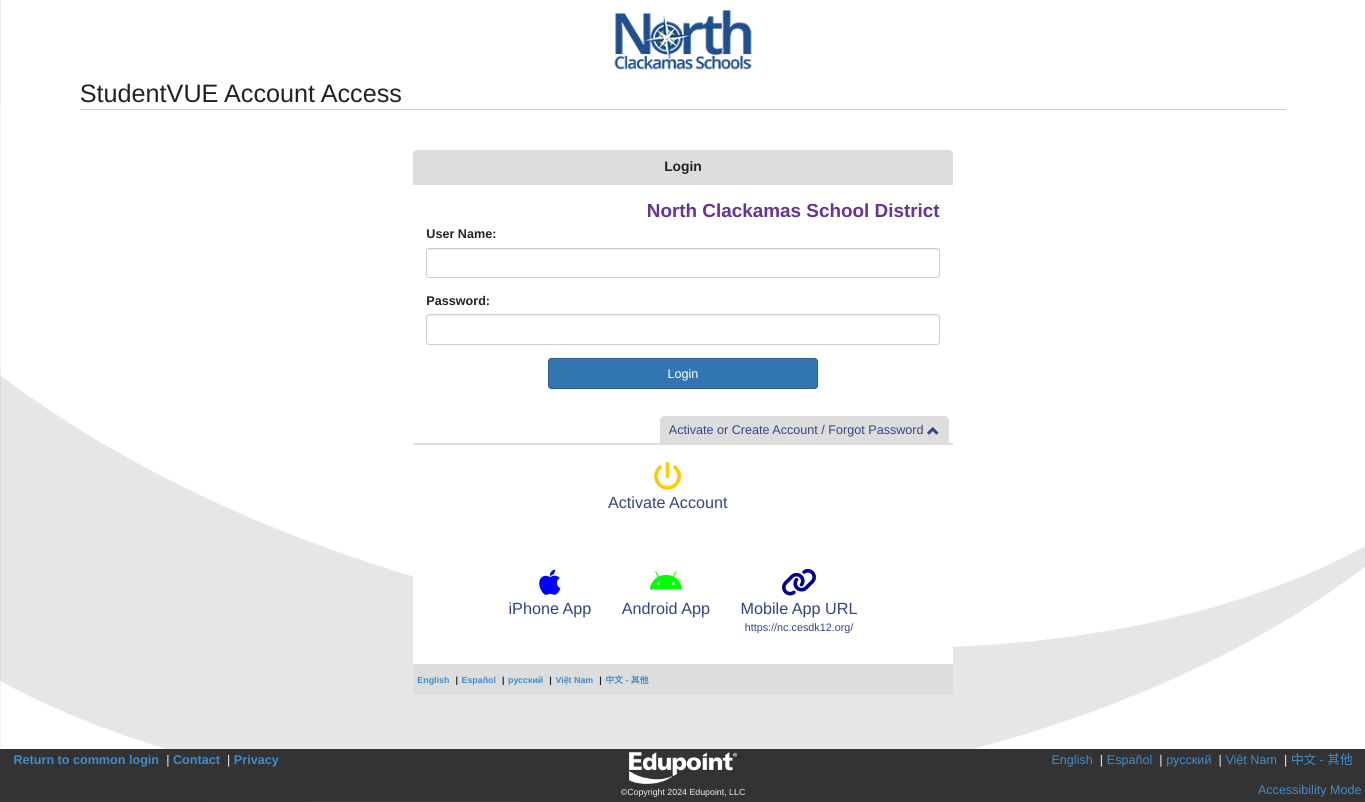 North
Clackamas Schools
StudentVUE Account Access
Login
North Clackamas School District
User Name:
Password:
Login
Activate or Create Account / Forgot Password
Activate Account
iPhone App
Android App
Mobile App URL
https://nc.cesdk12.org/
English | Español | русский | Việt Nam | 中文 - 其他
Return to common login | Contact | Privacy
Edupoint®
©Copyright 2024 Edupoint, LLC
English | Español | русский | Việt Nam | 中文 - 其他
Accessibility Mode